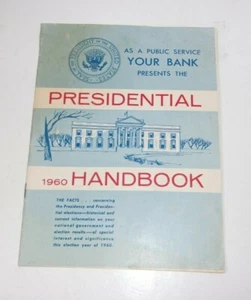 AS A PUBLIC SERVICE
YOUR BANK
PRESENTS THE
PRESIDENTIAL
1960 HANDBOOK
THE FACTS . . . concerning
the Presidency and Presiden-
tial elections—historical and
current information on your
national government and
election results—of special
interest and significance
this election year of 1960.